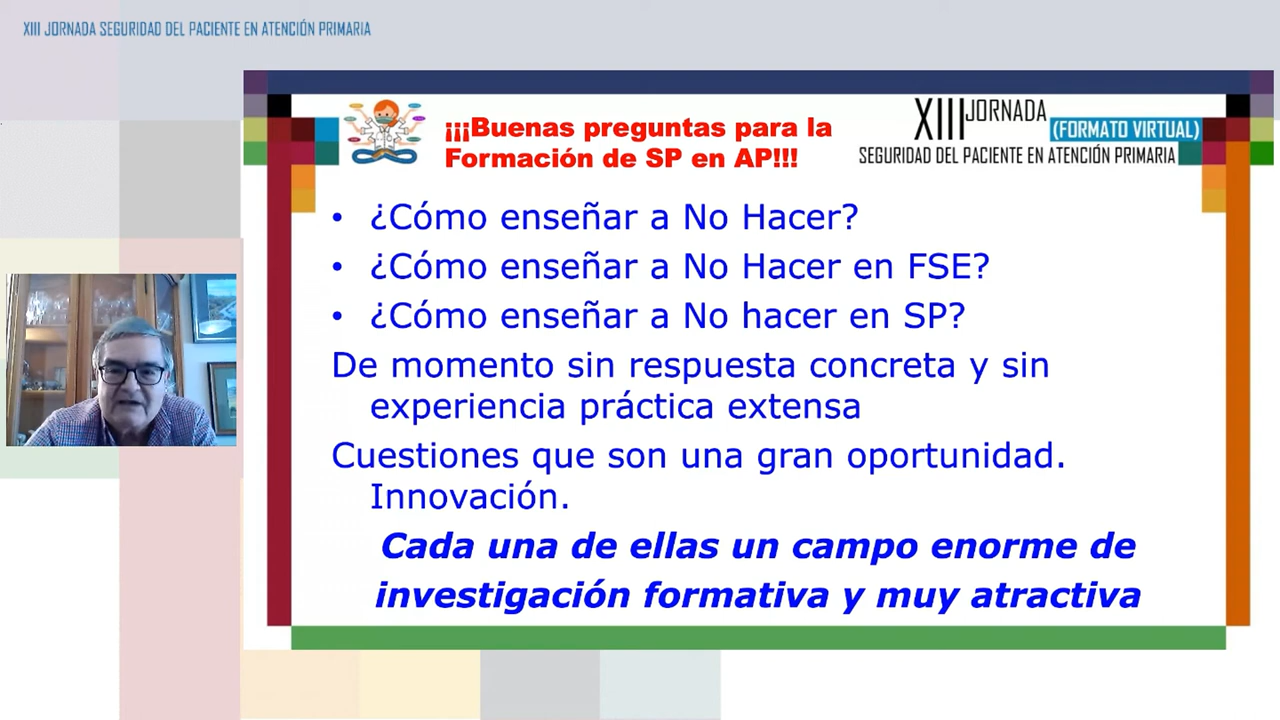 XIII JORNADA SEGURIDAD DEL PACIENTE EN ATENCIÓN PRIMARIA
¡¡¡Buenas preguntas para la
Formación de SP en AP!!!
XIII JORNADA
(FORMATO VIRTUAL)
SEGURIDAD DEL PACIENTE EN ATENCIÓN PRIMARIA
• ¿Cómo enseñar a No Hacer?
• ¿Cómo enseñar a No Hacer en FSE?
• ¿Cómo enseñar a No hacer en SP?
De momento sin respuesta concreta y sin
experiencia práctica extensa
Cuestiones que son una gran oportunidad.
Innovación.
Cada una de ellas un campo enorme de
investigación formativa y muy atractiva